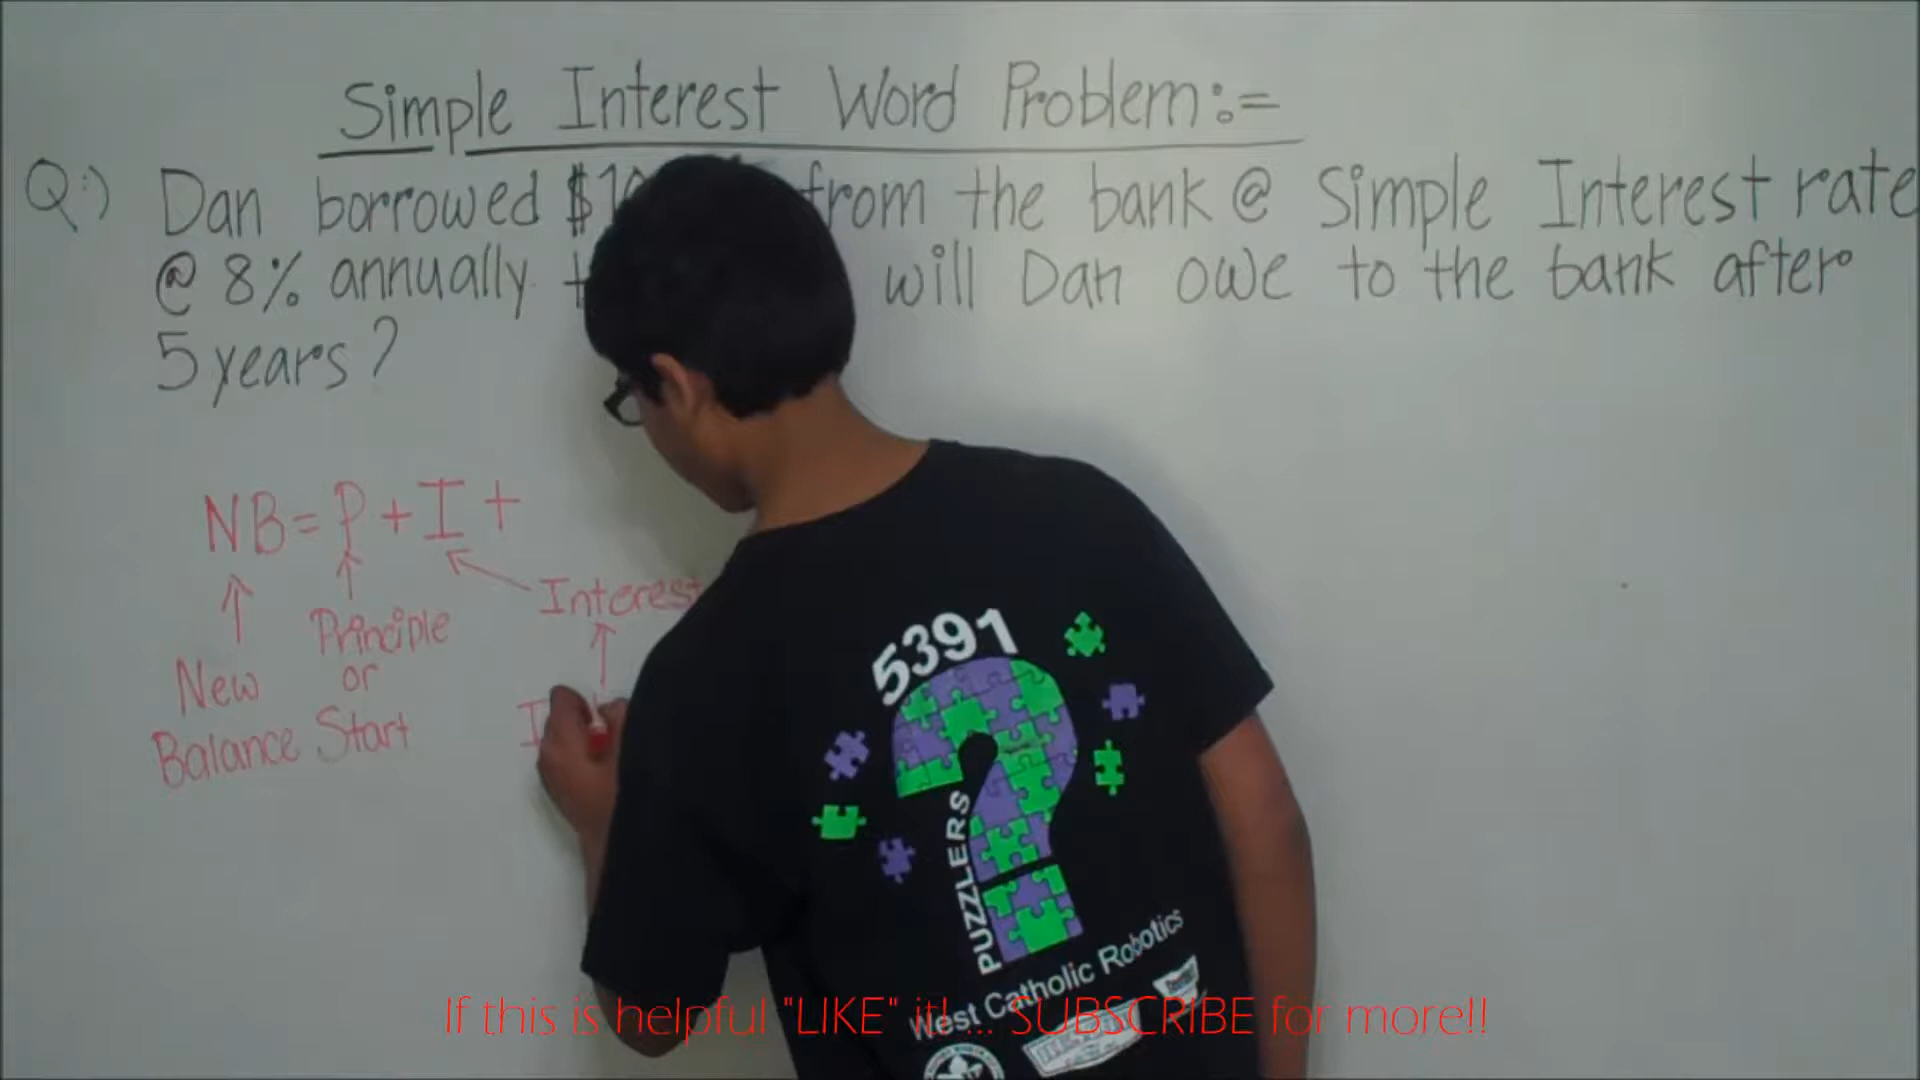 Simple Interest Word Problem:=
Q:) Dan borrowed from the bank @ Simple Interest rate
@ 8% annually will Dan owe to the bank after
5 years?
NB=P+I+
Interest
Principle
or
Start
New
Balance
I
5391
PUZZLERS
West Catholic Robotics
If this is helpful "LIKE" it! ... SUBSCRIBE for more!!